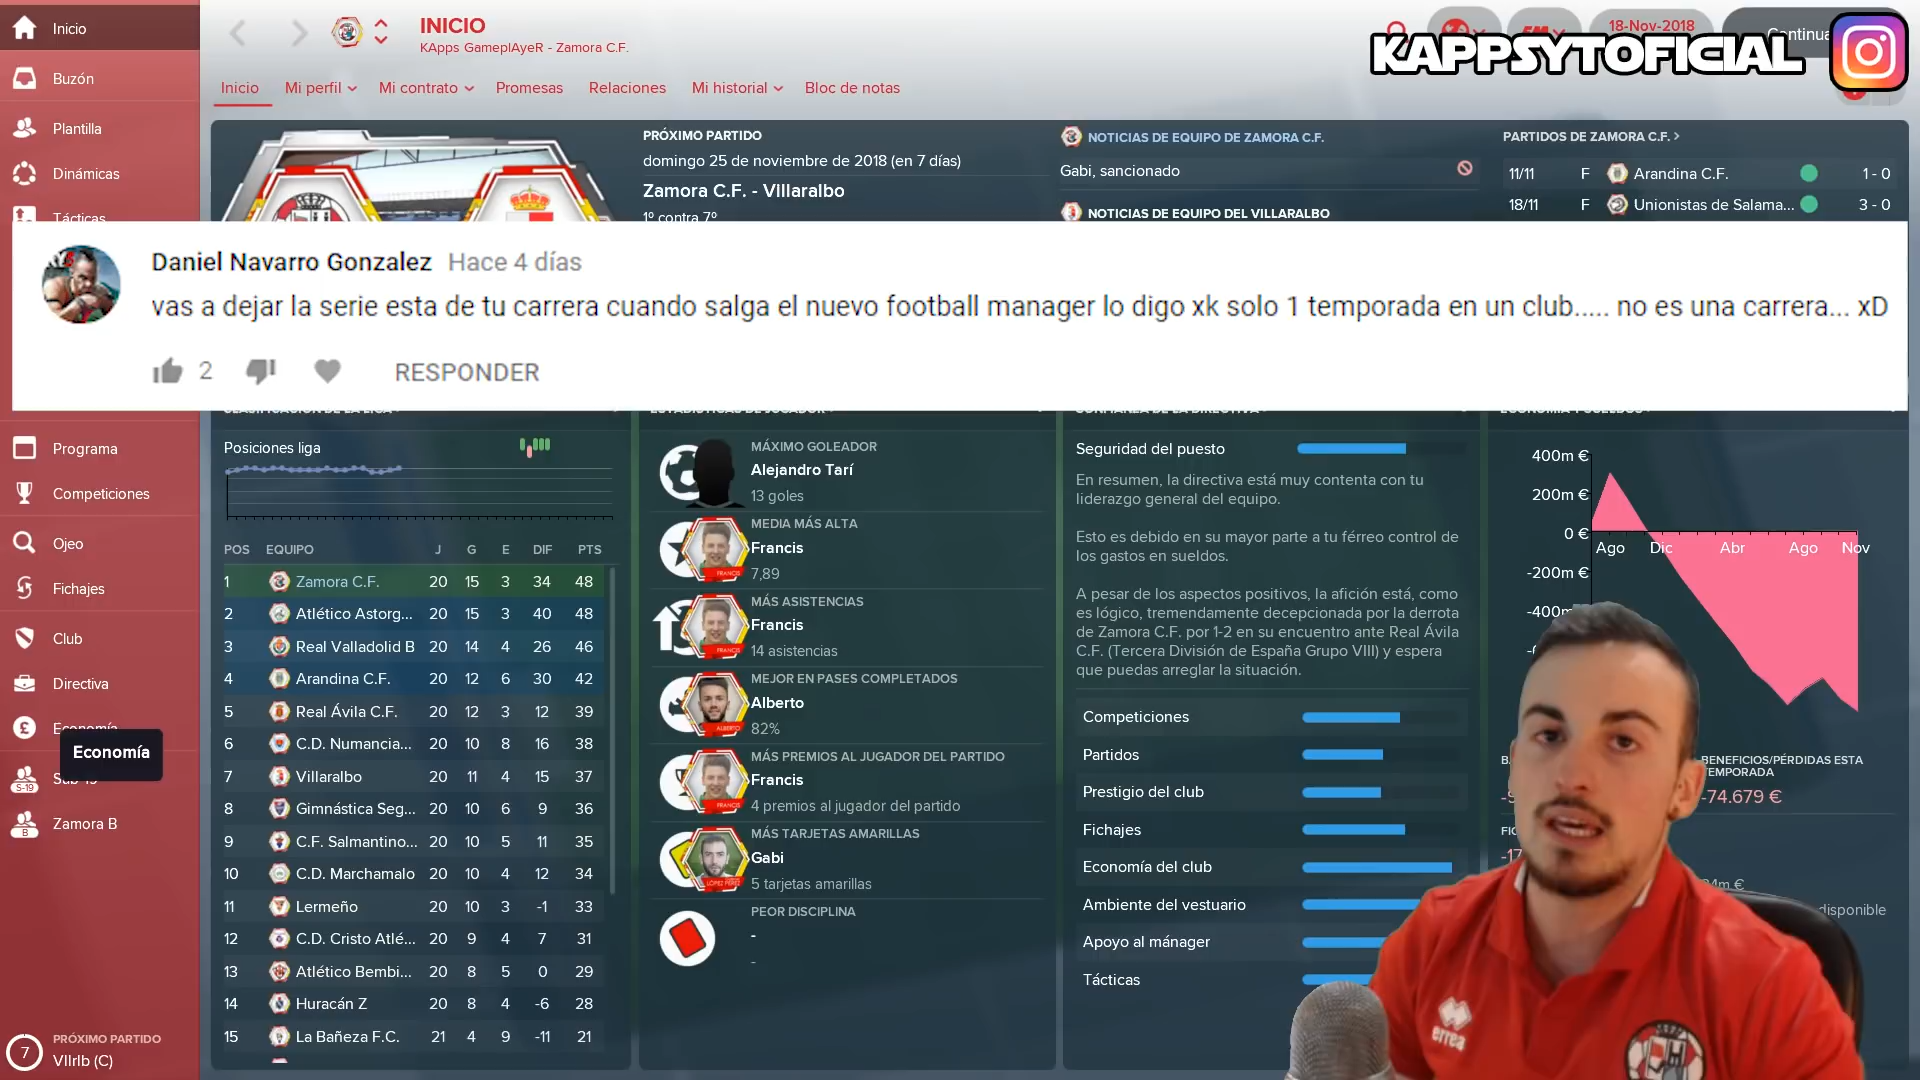 Inicio
INICIO
KApps GameplAyeR - Zamora C.F.
18-Nov-2018
KAPPSYTOFICIAL
Buzón
Inicio
Mi perfil
Mi contrato
Promesas
Relaciones
Mi historial
Bloc de notas
Plantilla
Dinámicas
Tácticas
PRÓXIMO PARTIDO
domingo 25 de noviembre de 2018 (en 7 días)
Zamora C.F. - VIllaralbo
1º contra 7º
NOTICIAS DE EQUIPO DE ZAMORA C.F.
Gabi, sancionado
NOTICIAS DE EQUIPO DEL VILLARALBO
PARTIDOS DE ZAMORA C.F. >
11/11 F Arandina C.F. 1 - 0
18/11 F Unionistas de Salama... 3 - 0
Daniel Navarro Gonzalez Hace 4 días
vas a dejar la serie esta de tu carrera cuando salga el nuevo football manager lo digo xk solo 1 temporada en un club..... no es una carrera... xD
2
RESPONDER
Programa
Competiciones
Ojeo
Fichajes
Club
Directiva
Economía
Economía
Zamora B
PRÓXIMO PARTIDO
7
Vllrlb (C)
Posiciones liga
POS EQUIPO J G E DIF PTS
1 Zamora C.F. 20 15 3 34 48
2 Atlético Astorg... 20 15 3 40 48
3 Real Valladolid B 20 14 4 26 46
4 Arandina C.F. 20 12 6 30 42
5 Real Ávila C.F. 20 12 3 12 39
6 C.D. Numancia... 20 10 8 16 38
7 VIllaralbo 20 11 4 15 37
8 Gimnástica Seg... 20 10 6 9 36
9 C.F. Salmantino... 20 10 5 11 35
10 C.D. Marchamalo 20 10 4 12 34
11 Lermeño 20 10 3 -1 33
12 C.D. Cristo Atlé... 20 9 4 7 31
13 Atlético Bembi... 20 8 5 0 29
14 Huracán Z 20 8 4 -6 28
15 La Bañeza F.C. 21 4 9 -11 21
MÁXIMO GOLEADOR
Alejandro Tarí
13 goles
MEDIA MÁS ALTA
Francis
7,89
MÁS ASISTENCIAS
Francis
14 asistencias
MEJOR EN PASES COMPLETADOS
Alberto
82%
MÁS PREMIOS AL JUGADOR DEL PARTIDO
Francis
4 premios al jugador del partido
MÁS TARJETAS AMARILLAS
Gabi
5 tarjetas amarillas
PEOR DISCIPLINA
-
-
Seguridad del puesto
En resumen, la directiva está muy contenta con tu
liderazgo general del equipo.
Esto es debido en su mayor parte a tu férreo control de
los gastos en sueldos.
A pesar de los aspectos positivos, la afición está, como
es lógico, tremendamente decepcionada por la derrota
de Zamora C.F. por 1-2 en su encuentro ante Real Ávila
C.F. (Tercera División de España Grupo VIII) y espera
que puedas arreglar la situación.
Competiciones
Partidos
Prestigio del club
Fichajes
Economía del club
Ambiente del vestuario
Apoyo al mánager
Tácticas
400m €
200m €
0 €
-200m €
Ago Dic Abr Ago Nov
BENEFICIOS/PÉRDIDAS ESTA
TEMPORADA
-74.679 €
disponible
errea